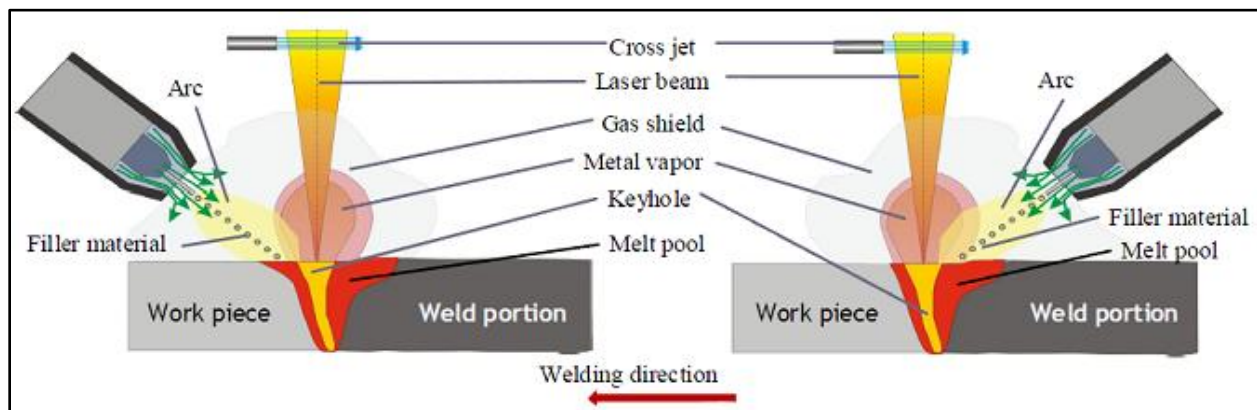 Cross jet
Arc
Laser beam
Arc
Gas shield
Metal vapor
Keyhole
Filler material
Filler material
Melt pool
Melt pool
Work piece
Weld portion
Work piece
Weld portion
Welding direction